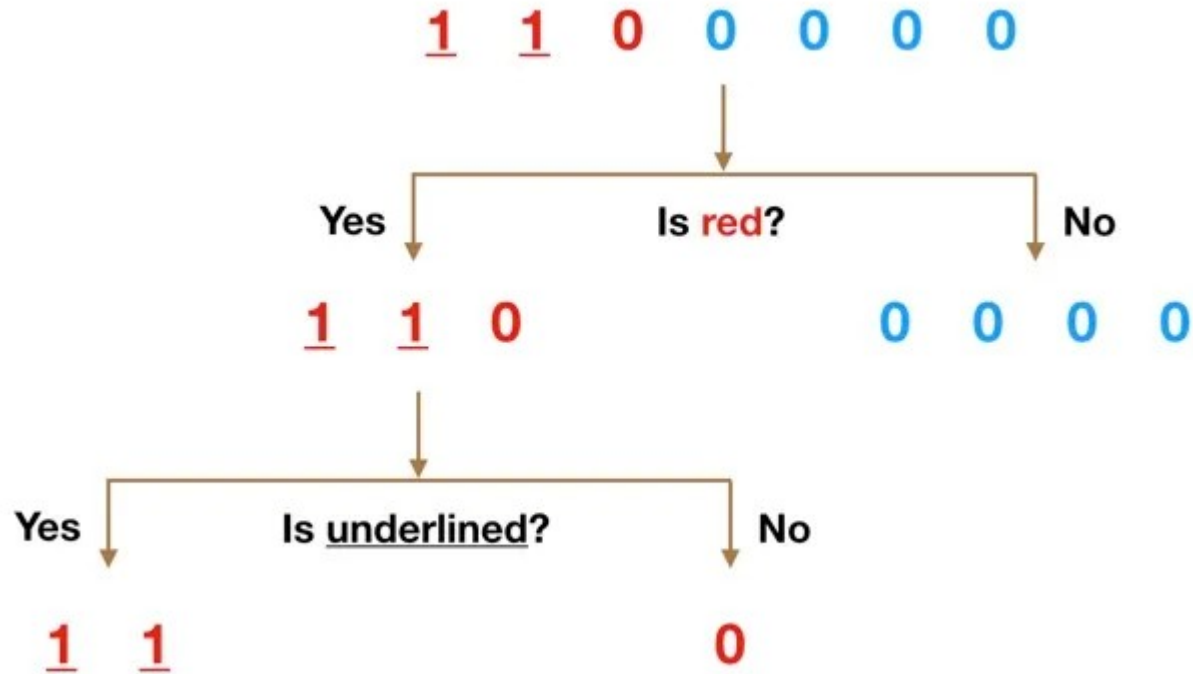 1 1 0 0 0 0 0
Yes Is red? No
1 1 0 0 0 0 0
Yes Is underlined? No
1 1 0